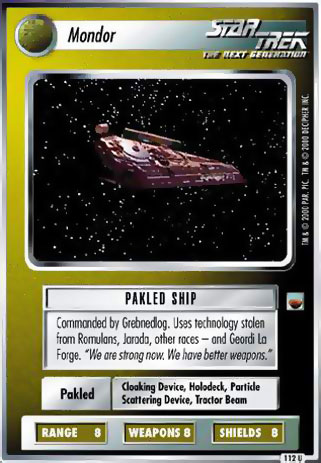 Mondor
STAR TREK
THE NEXT GENERATION
TM & © 2000 PAR. PIC. TM & © 2000 DECIPHER INC.
PAKLED SHIP
Commanded by Grebnedlog. Uses technology stolen
from Romulans, Jarada, other races – and Geordi La
Forge. “We are strong now. We have better weapons.”
Pakled
Cloaking Device, Holodeck, Particle
Scattering Device, Tractor Beam
RANGE 8
WEAPONS 8
SHIELDS 8
112 U